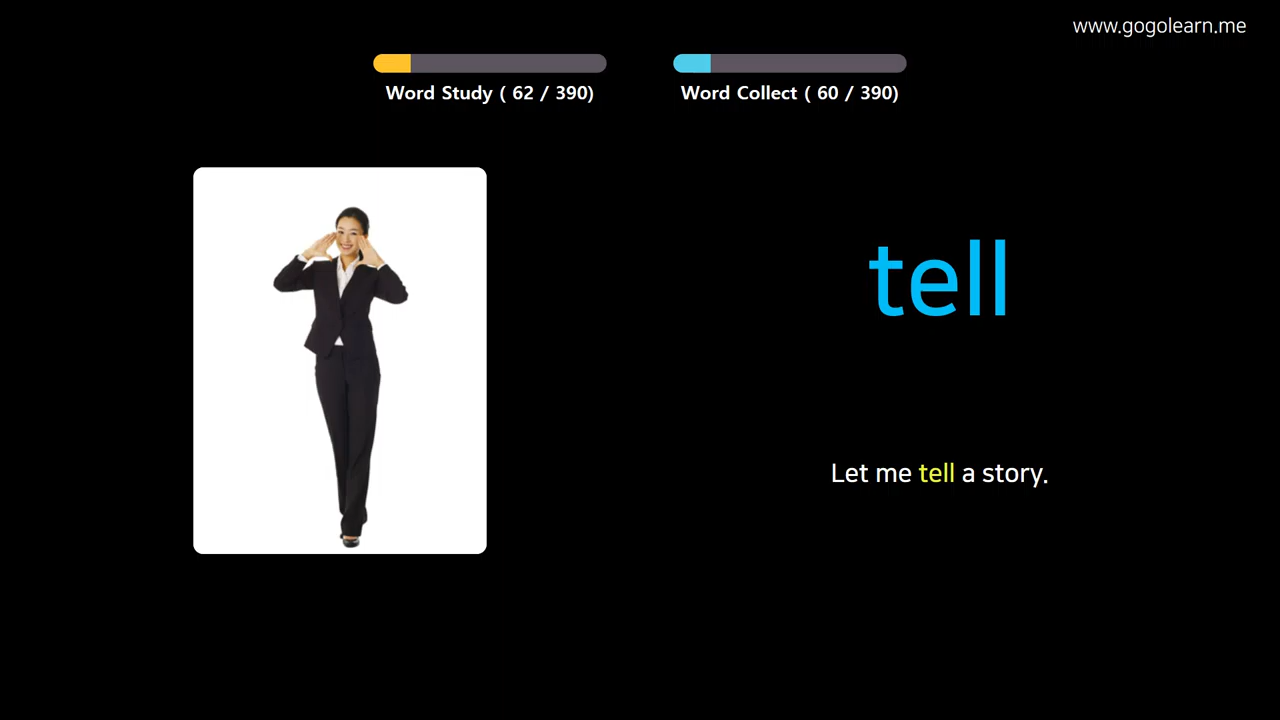 www.gogolearn.me
Word Study ( 62 / 390)
Word Collect ( 60 / 390)
tell
Let me tell a story.